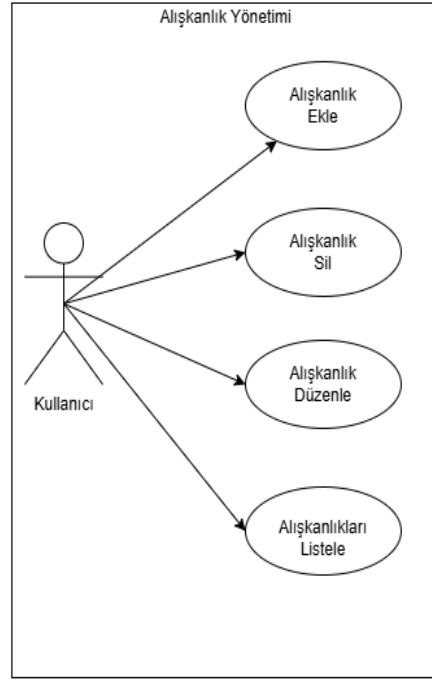 Alışkanlık Yönetimi
Alışkanlık
Ekle
Alışkanlık
Sil
Alışkanlık
Düzenle
Kullanıcı
Alışkanlıkları
Listele